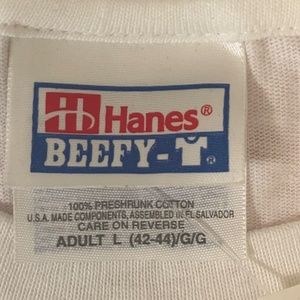 Hanes®
BEEFY-T®
100% PRESHRUNK COTTON
U.S.A. MADE COMPONENTS, ASSEMBLED IN EL SALVADOR
CARE ON REVERSE
ADULT L (42-44)/G/G